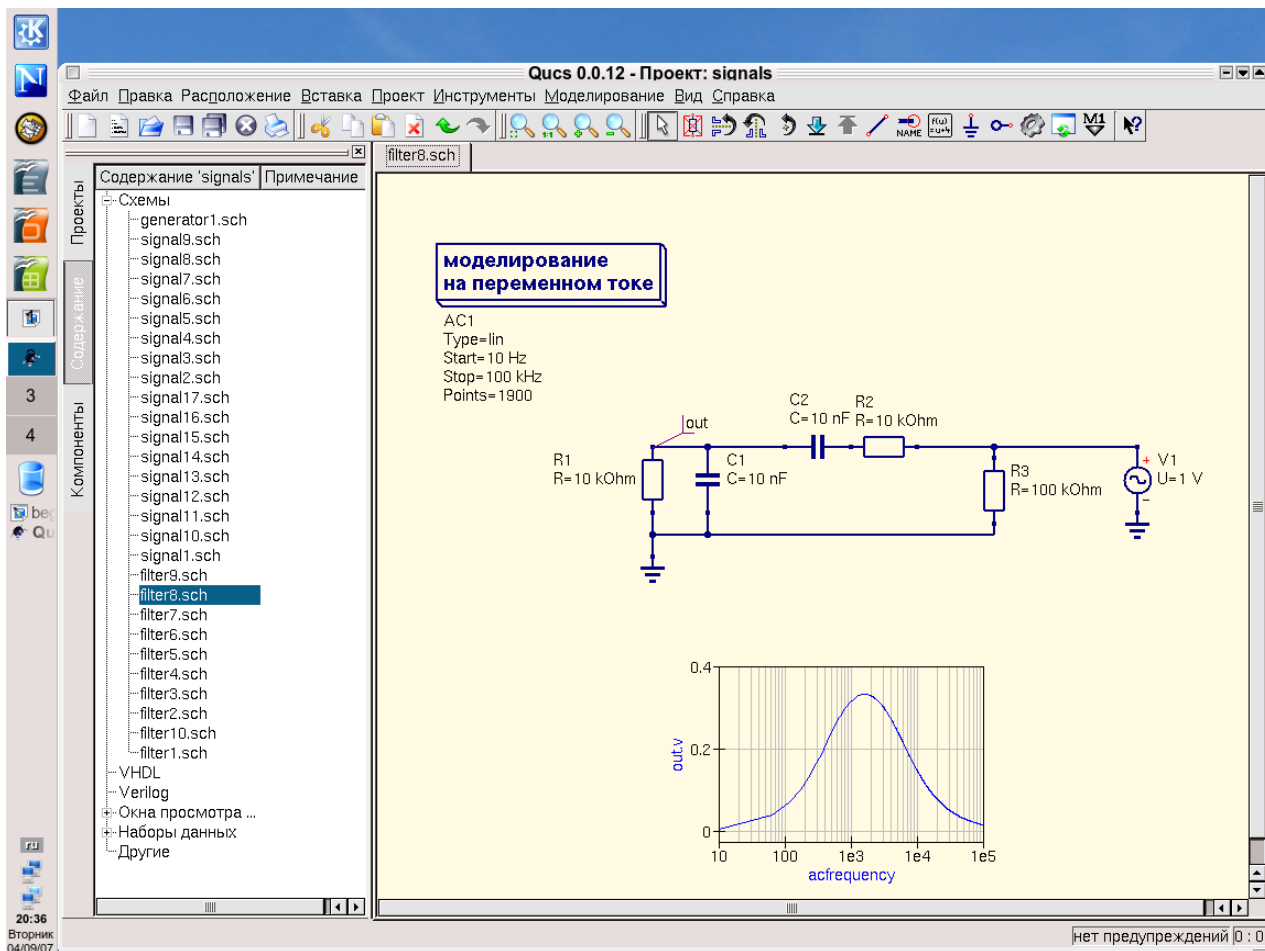 Qucs 0.0.12 - Проект: signals
Файл Правка Расположение Вставка Проект Инструменты Моделирование Вид Справка
NAME
f(u)
=u+4
M1
filter8.sch
Содержание 'signals' Примечание
Проекты
Содержание
Компоненты
Схемы
generator1.sch
signal9.sch
signal8.sch
signal7.sch
signal6.sch
signal5.sch
signal4.sch
signal3.sch
signal2.sch
signal17.sch
signal16.sch
signal15.sch
signal14.sch
signal13.sch
signal12.sch
signal11.sch
signal10.sch
signal1.sch
filter9.sch
filter8.sch
filter7.sch
filter6.sch
filter5.sch
filter4.sch
filter3.sch
filter2.sch
filter10.sch
filter1.sch
VHDL
Verilog
Окна просмотра ...
Наборы данных
Другие
моделирование
на переменном токе
AC1
Type=lin
Start=10 Hz
Stop=100 kHz
Points=1900
out
R1
R=10 kOhm
C1
C=10 nF
C2
C=10 nF
R2
R=10 kOhm
R3
R=100 kOhm
V1
U=1 V
0.4
0.2
0
out.v
10 100 1e3 1e4 1e5
acfrequency
3
4
beg
Qu
ru
20:36
Вторник
04/09/07
нет предупреждений 0 : 0